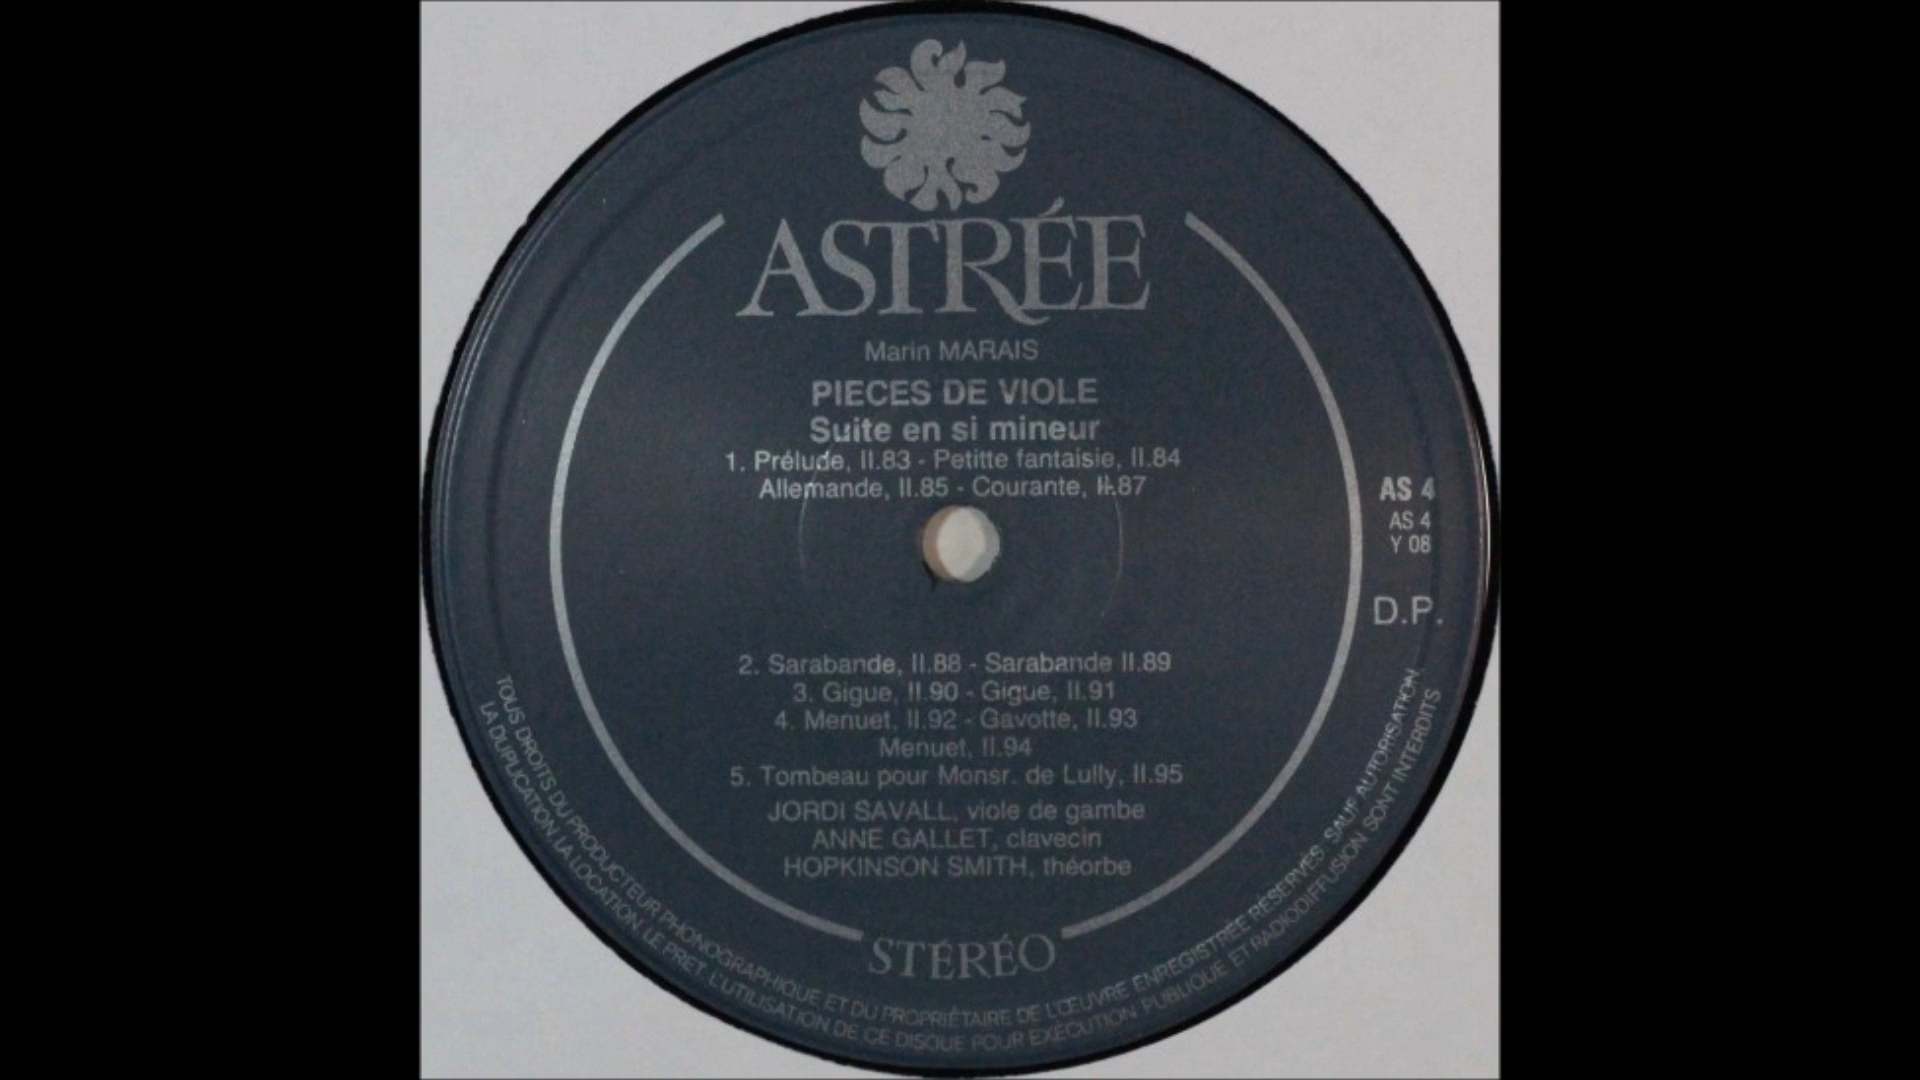 ASTRÉE
Marin MARAIS
PIECES DE VIOLE
Suite en si mineur
1. Prélude, II.83 - Petitte fantaisie, II.84
Allemande, II.85 - Courante, II.87
AS 4
AS 4
Y 08
D.P.
2. Sarabande, II.88 - Sarabande II.89
3. Gigue, II.90 - Gigue, II.91
4. Menuet, II.92 - Gavotte, II.93
Menuet, II.94
5. Tombeau pour Monsr. de Lully, II.95
JORDI SAVALL, viole de gambe
ANNE GALLET, clavecin
HOPKINSON SMITH, théorbe
STÉRÉO
TOUS DROITS DU PRODUCTEUR PHONOGRAPHIQUE ET DU PROPRIÉTAIRE DE L'ŒUVRE ENREGISTRÉE RÉSERVÉS. SAUF AUTORISATION,
LA DUPLICATION, LA LOCATION, LE PRET, L'UTILISATION DE CE DISQUE POUR EXÉCUTION PUBLIQUE ET RADIODIFFUSION SONT INTERDITS